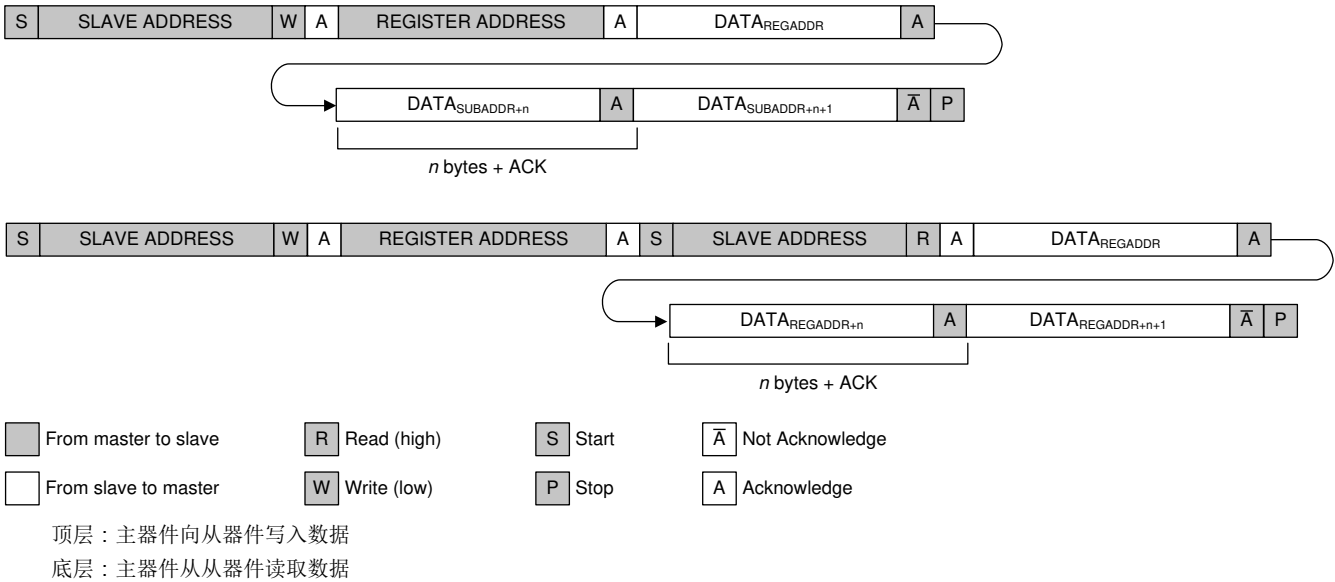 S SLAVE ADDRESS W A REGISTER ADDRESS A DATAREGADDR A
DATASUBADDR+n A DATASUBADDR+n+1 A̅ P
n bytes + ACK
S SLAVE ADDRESS W A REGISTER ADDRESS A S SLAVE ADDRESS R A DATAREGADDR A
DATAREGADDR+n A DATAREGADDR+n+1 A̅ P
n bytes + ACK
From master to slave R Read (high) S Start A̅ Not Acknowledge
From slave to master W Write (low) P Stop A Acknowledge
顶层：主器件向从器件写入数据
底层：主器件从从器件读取数据